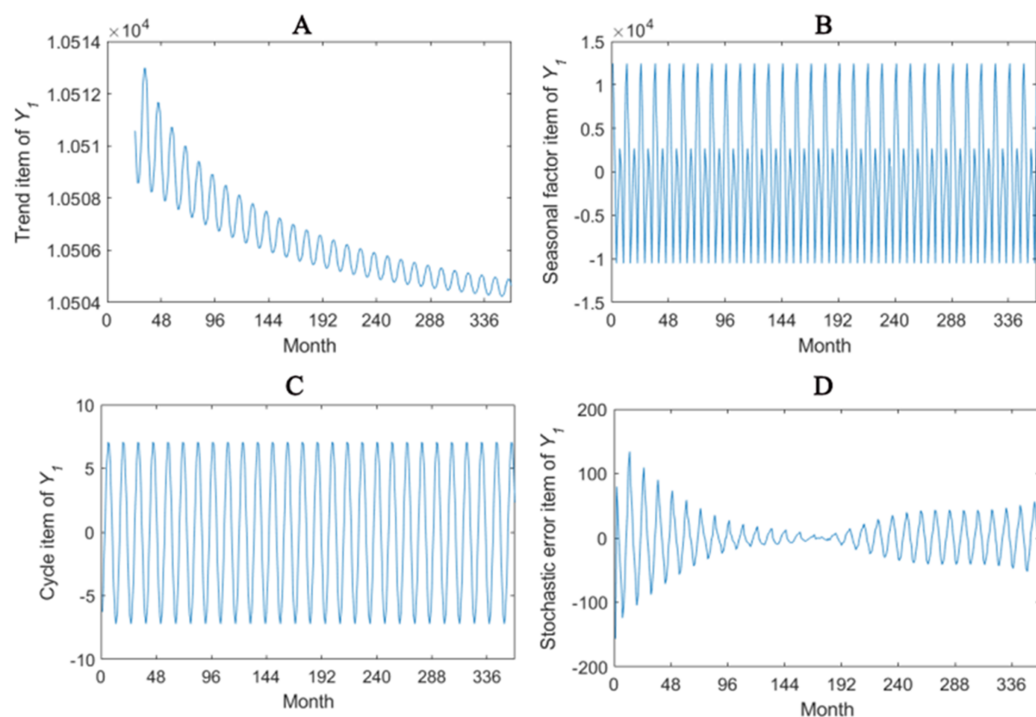 A
×10⁴
1.0514
1.0512
1.051
1.0508
1.0506
1.0504
Trend item of Y₁
0 48 96 144 192 240 288 336
Month
B
×10⁴
1.5
1
0.5
0
-0.5
-1
-1.5
Seasonal factor item of Y₁
0 48 96 144 192 240 288 336
Month
C
10
5
0
-5
-10
Cycle item of Y₁
0 48 96 144 192 240 288 336
Month
D
200
100
0
-100
-200
Stochastic error item of Y₁
0 48 96 144 192 240 288 336
Month